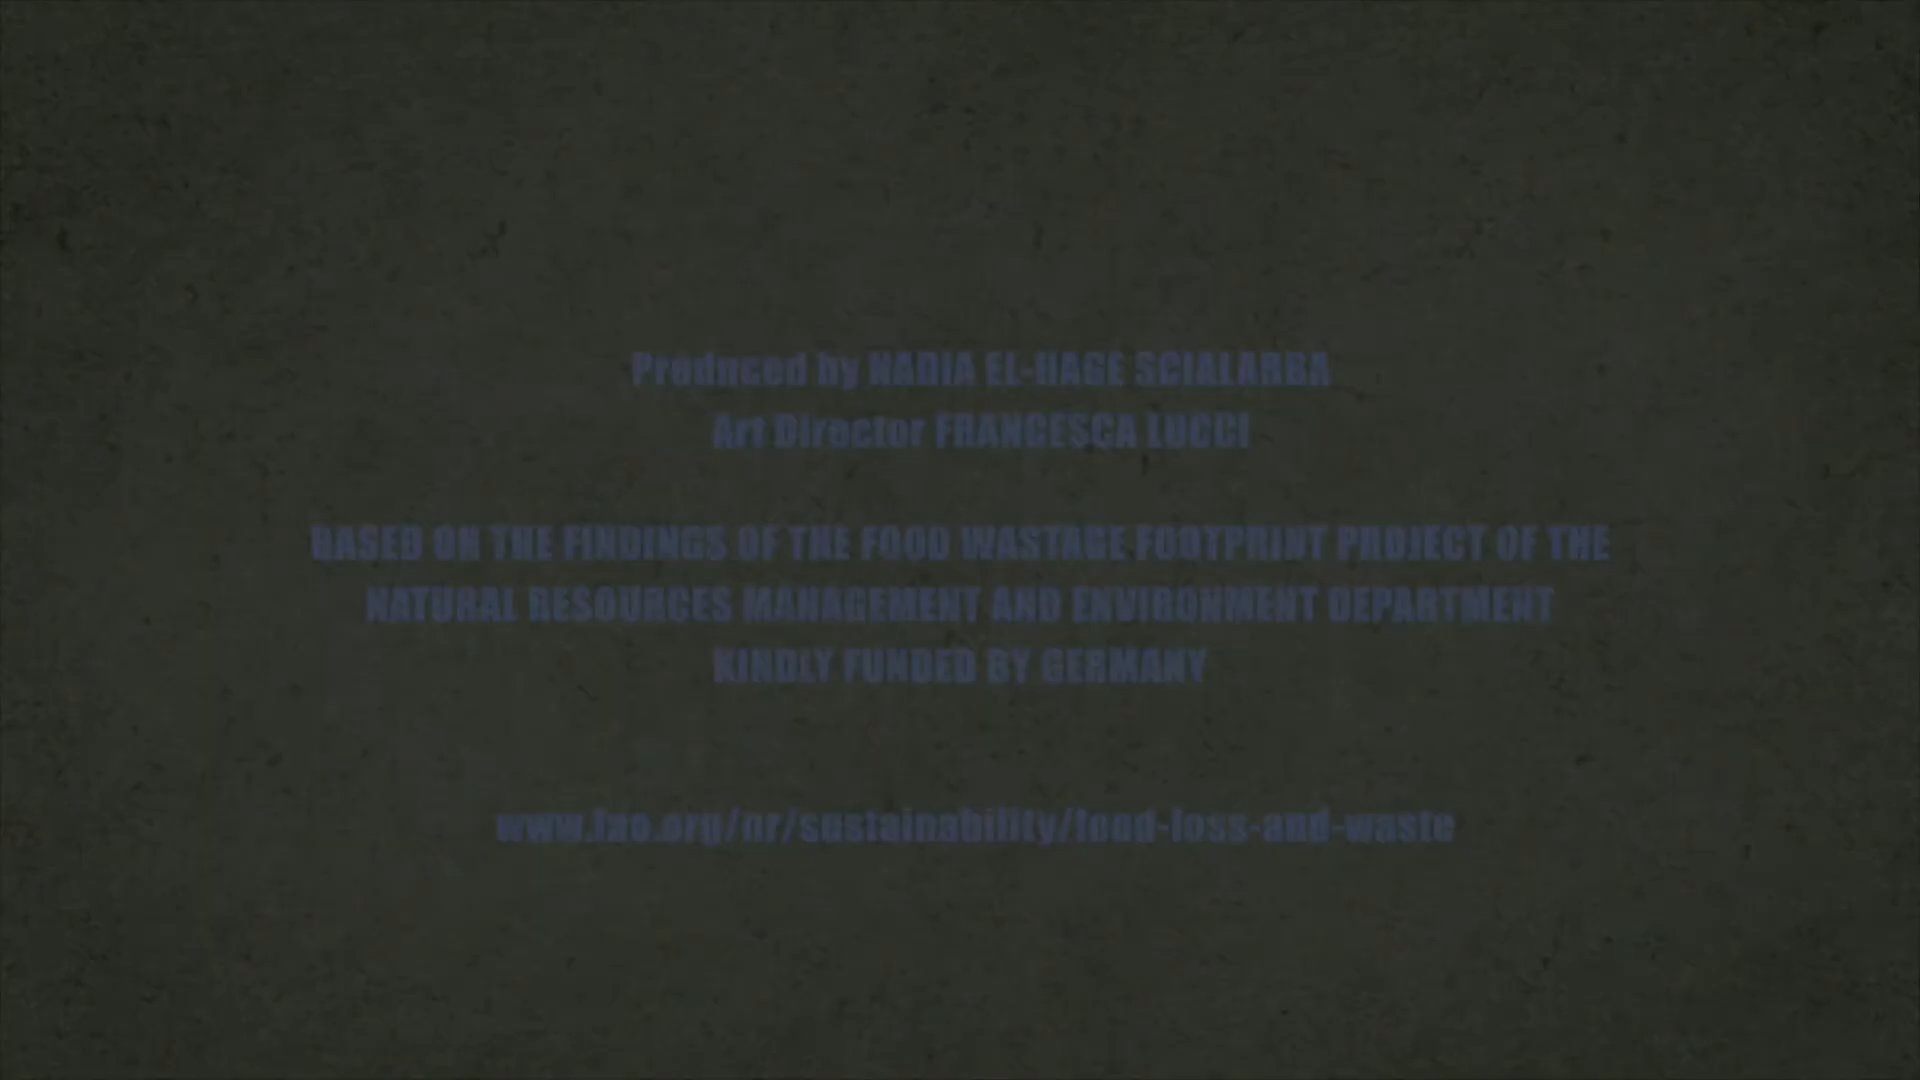 Produced by NADIA EL-HAGE SCIALABBA
Art Director FRANCESCA LUCCI
BASED ON THE FINDINGS OF THE FOOD WASTAGE FOOTPRINT PROJECT OF THE
NATURAL RESOURCES MANAGEMENT AND ENVIRONMENT DEPARTMENT
KINDLY FUNDED BY GERMANY
www.fao.org/nr/sustainability/food-loss-and-waste